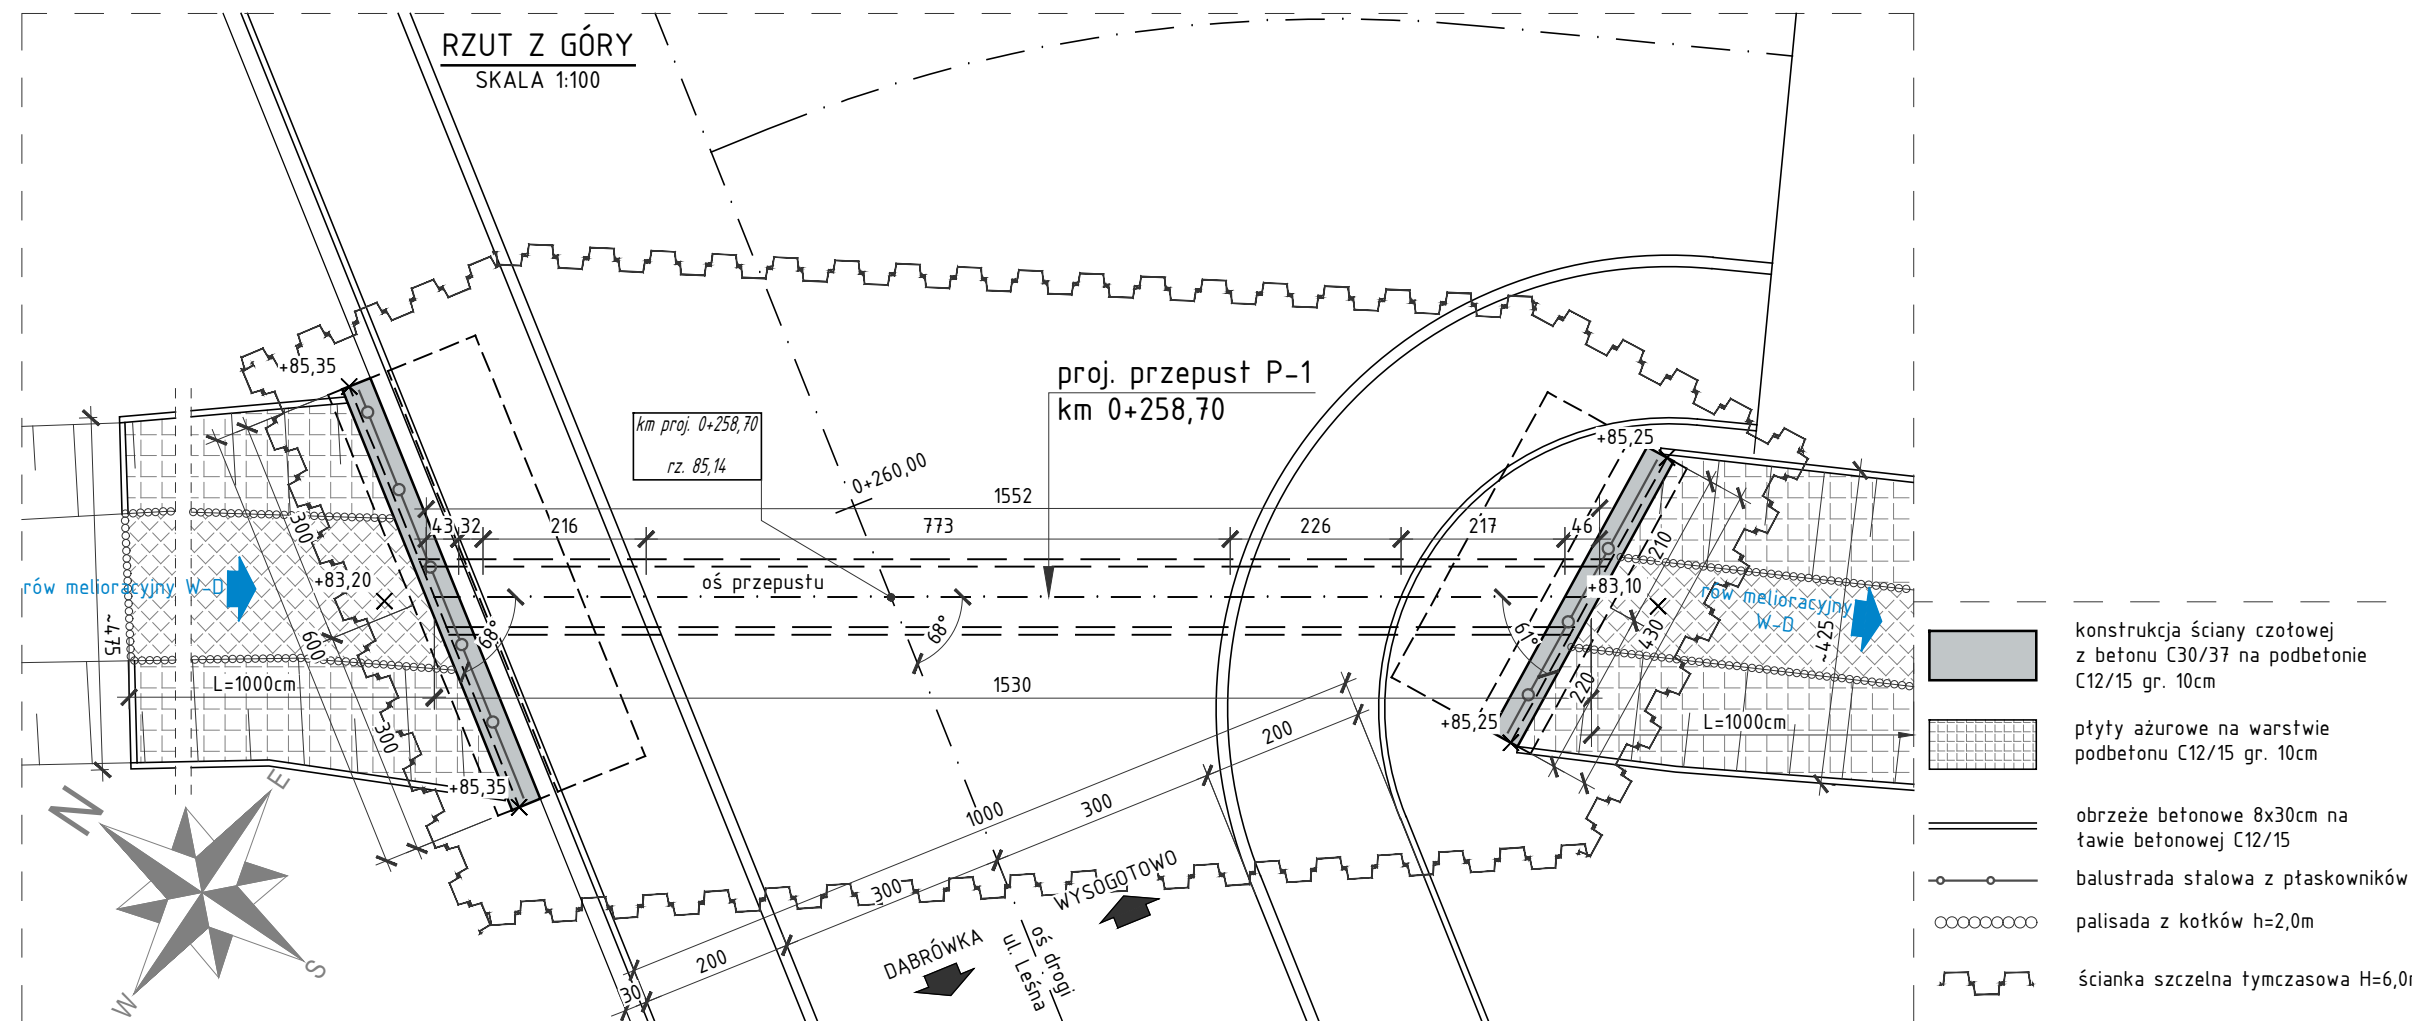 RZUT Z GÓRY
SKALA 1:100
proj. przepust P-1
km 0+258,70
km proj. 0+258,70
rz. 85,14
0+260,00
+85,35
+85,25
1552
43
32
216
773
226
217
46
oś przepustu
300
600
300
+83,20
rów melioracyjny W-D
~475
L=1000cm
68°
68°
61°
210
+83,10
430
220
rów melioracyjny
W-D
~425
L=1000cm
1530
+85,35
+85,25
1000
200
300
300
200
30
N
E
S
W
DĄBRÓWKA
WYSOGOTOWO
oś drogi
ul. Leśna
konstrukcja ściany czołowej
z betonu C30/37 na podbetonie
C12/15 gr. 10cm
płyty ażurowe na warstwie
podbetonu C12/15 gr. 10cm
obrzeże betonowe 8x30cm na
ławie betonowej C12/15
balustrada stalowa z płaskowników
palisada z kołków h=2,0m
ścianka szczelna tymczasowa H=6,0